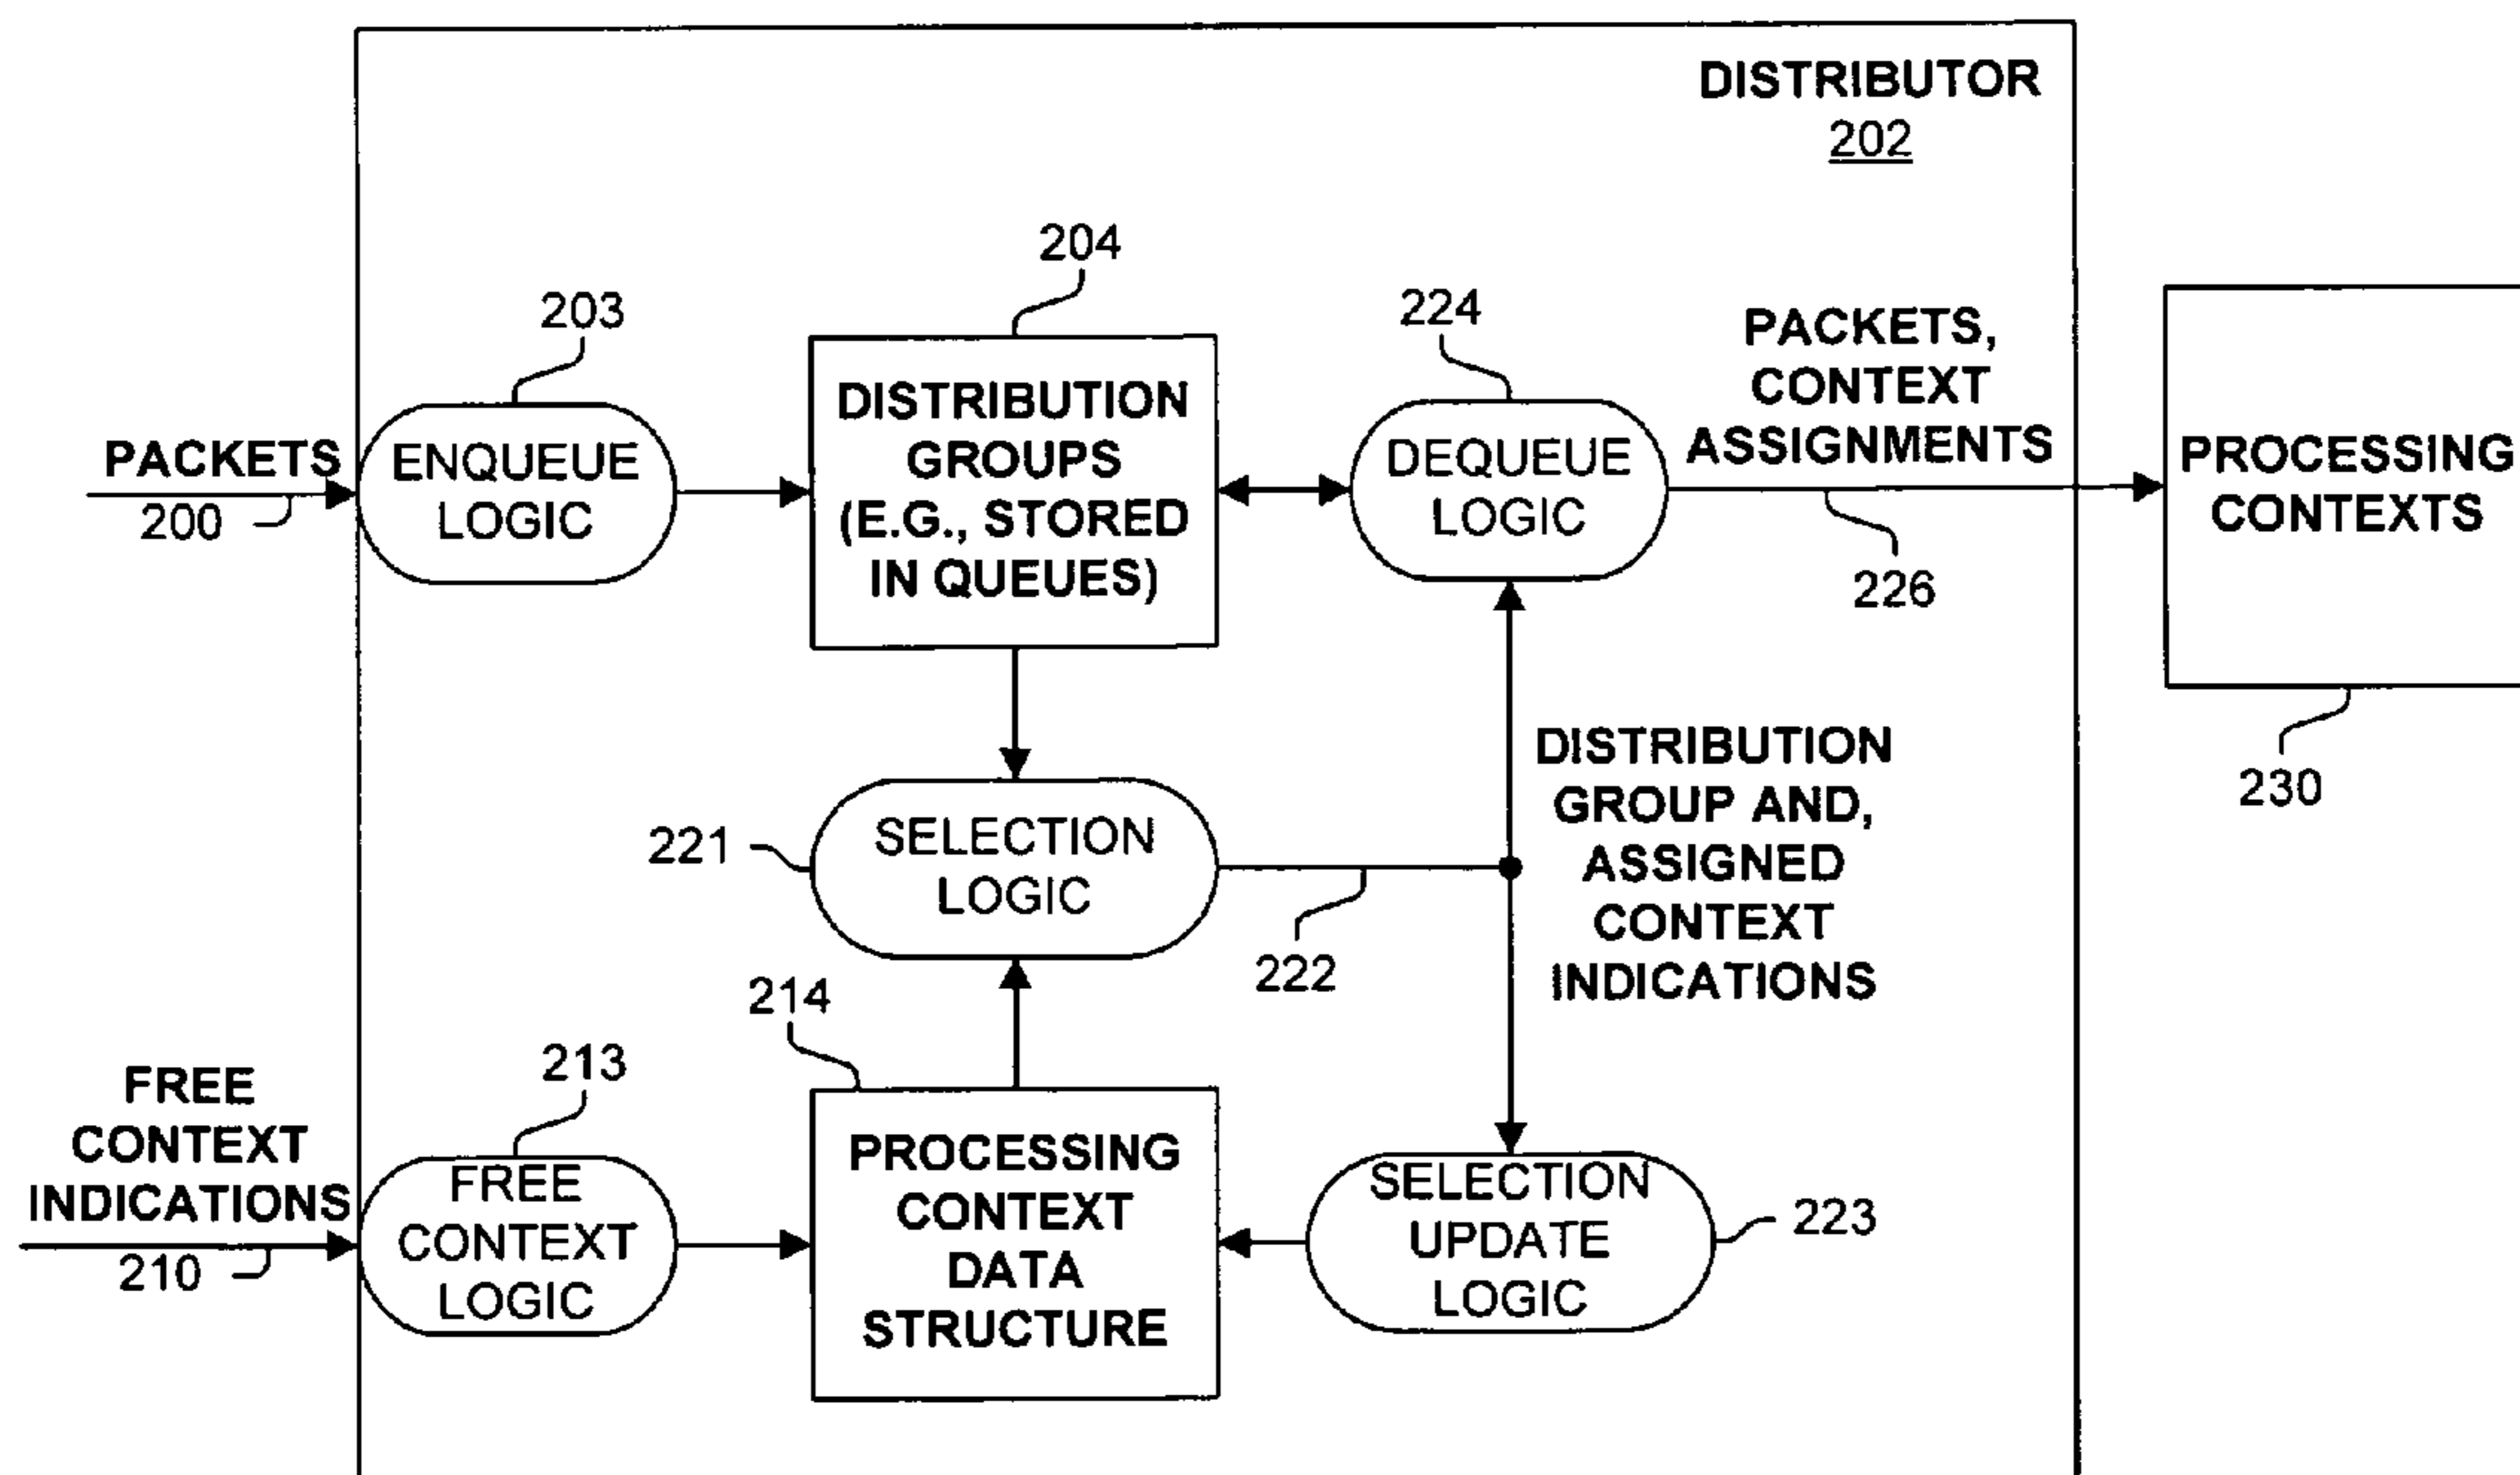 DISTRIBUTOR
202
204
203
224
PACKETS,
CONTEXT
ASSIGNMENTS
PACKETS
200
ENQUEUE
LOGIC
DISTRIBUTION
GROUPS
(E.G., STORED
IN QUEUES)
DEQUEUE
LOGIC
226
PROCESSING
CONTEXTS
230
221
SELECTION
LOGIC
222
DISTRIBUTION
GROUP AND,
ASSIGNED
CONTEXT
INDICATIONS
214
213
FREE
CONTEXT
INDICATIONS
210
FREE
CONTEXT
LOGIC
PROCESSING
CONTEXT
DATA
STRUCTURE
SELECTION
UPDATE
LOGIC
223